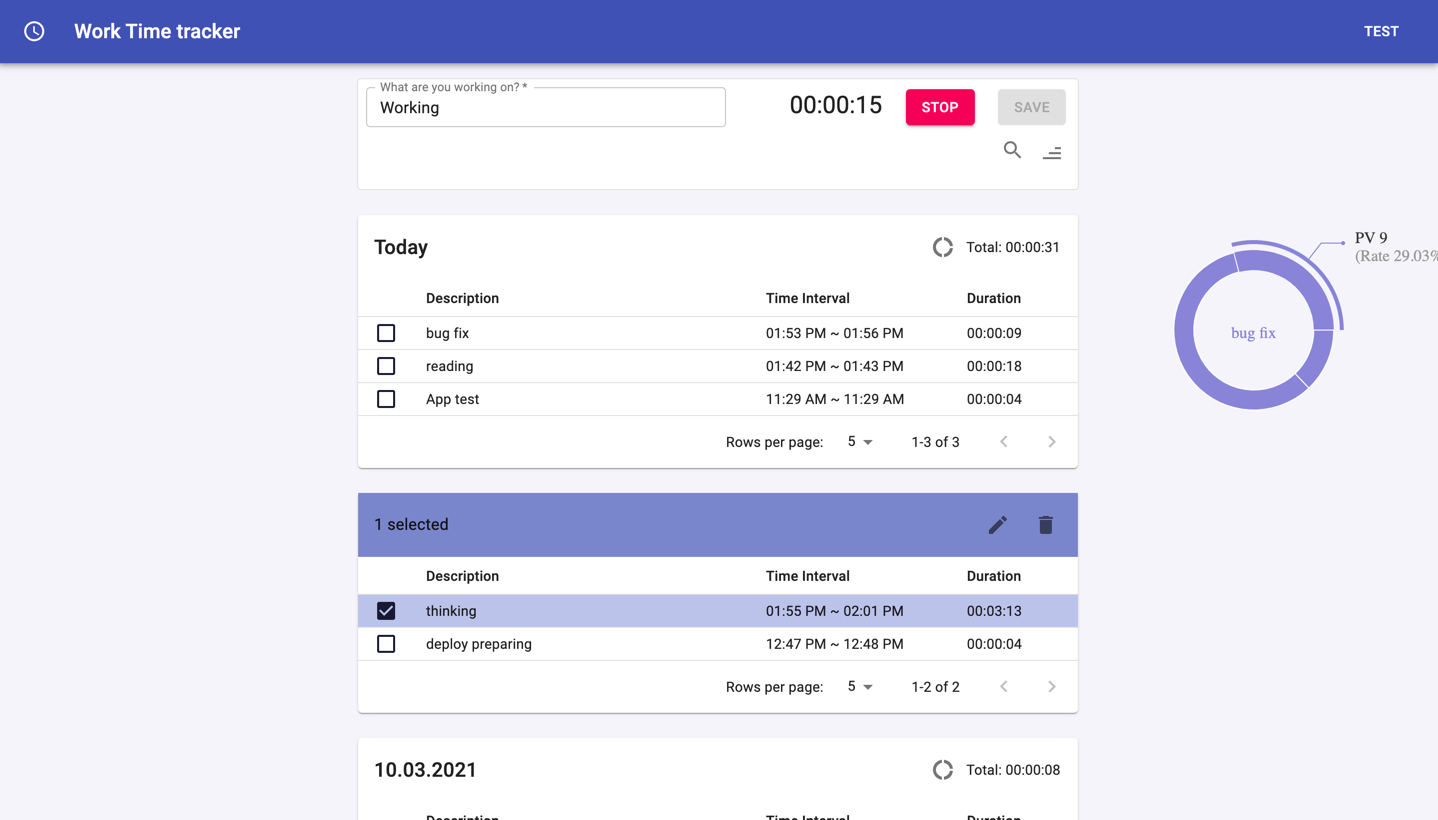 Work Time tracker
TEST
What are you working on? *
Working
00:00:15
STOP
SAVE
Today
Total: 00:00:31
Description Time Interval Duration
bug fix 01:53 PM ~ 01:56 PM 00:00:09
reading 01:42 PM ~ 01:43 PM 00:00:18
App test 11:29 AM ~ 11:29 AM 00:00:04
Rows per page: 5 1-3 of 3
PV 9
(Rate 29.03%
bug fix
1 selected
Description Time Interval Duration
thinking 01:55 PM ~ 02:01 PM 00:03:13
deploy preparing 12:47 PM ~ 12:48 PM 00:00:04
Rows per page: 5 1-2 of 2
10.03.2021
Total: 00:00:08
Description Time Interval Duration